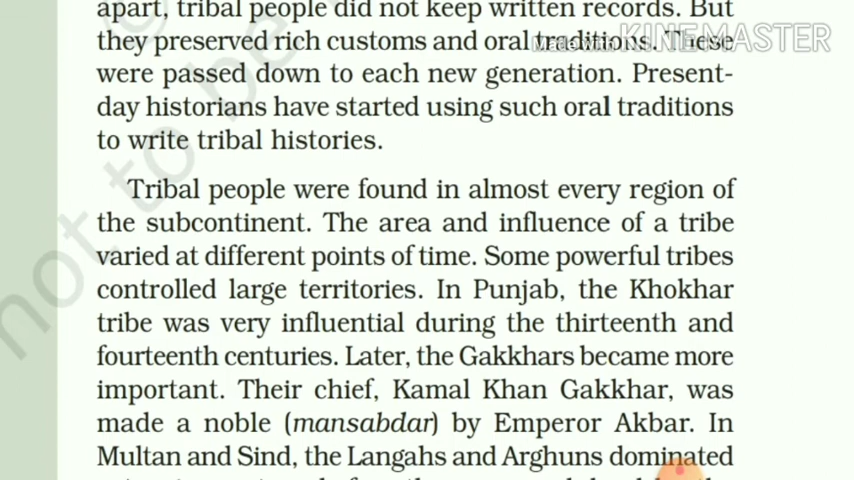 apart, tribal people did not keep written records. But
they preserved rich customs and oral traditions. These
were passed down to each new generation. Present-
day historians have started using such oral traditions
to write tribal histories.
Tribal people were found in almost every region of
the subcontinent. The area and influence of a tribe
varied at different points of time. Some powerful tribes
controlled large territories. In Punjab, the Khokhar
tribe was very influential during the thirteenth and
fourteenth centuries. Later, the Gakkhars became more
important. Their chief, Kamal Khan Gakkhar, was
made a noble (mansabdar) by Emperor Akbar. In
Multan and Sind, the Langahs and Arghuns dominated
Made with KINEMASTER
not to be